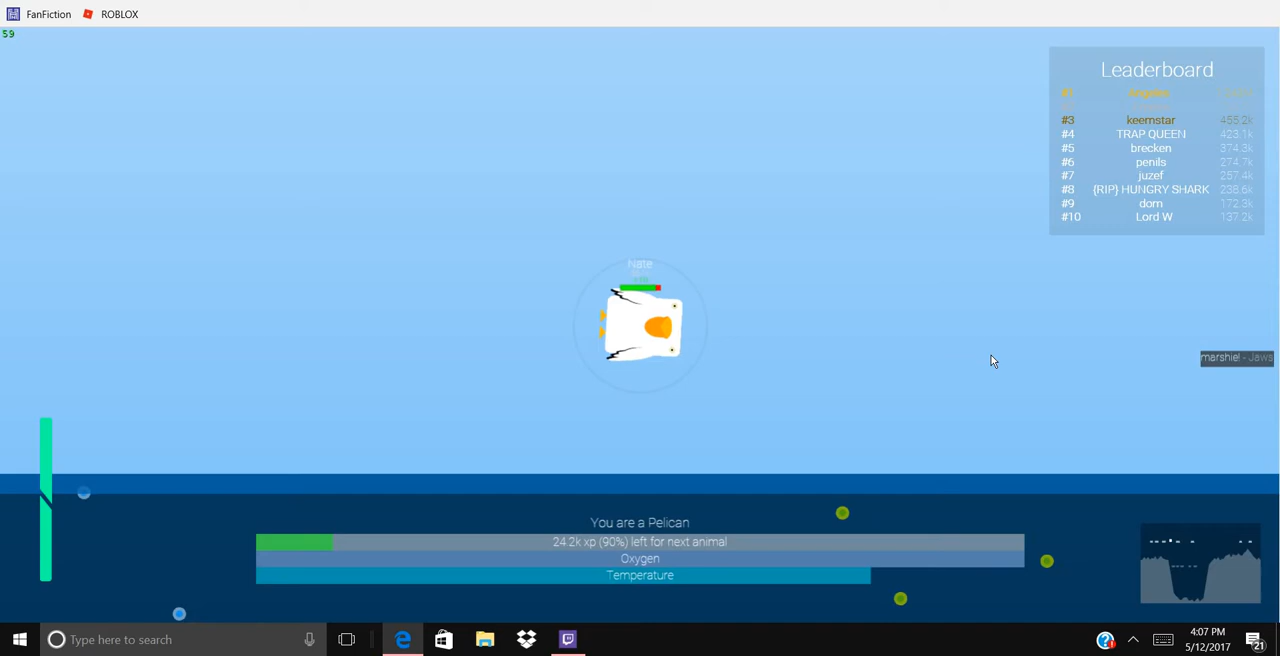 FanFiction ROBLOX
59
Leaderboard
#3 keemstar 455.2k
#4 TRAP QUEEN 423.1k
#5 brecken 374.3k
#6 penils 274.7k
#7 juzef 257.4k
#8 {RIP} HUNGRY SHARK 238.6k
#9 dom 172.3k
#10 Lord W 137.2k
Nate
marshiel - Jaws
You are a Pelican
24.2k xp (90%) left for next animal
Oxygen
Temperature
Type here to search
4:07 PM
5/12/2017
21